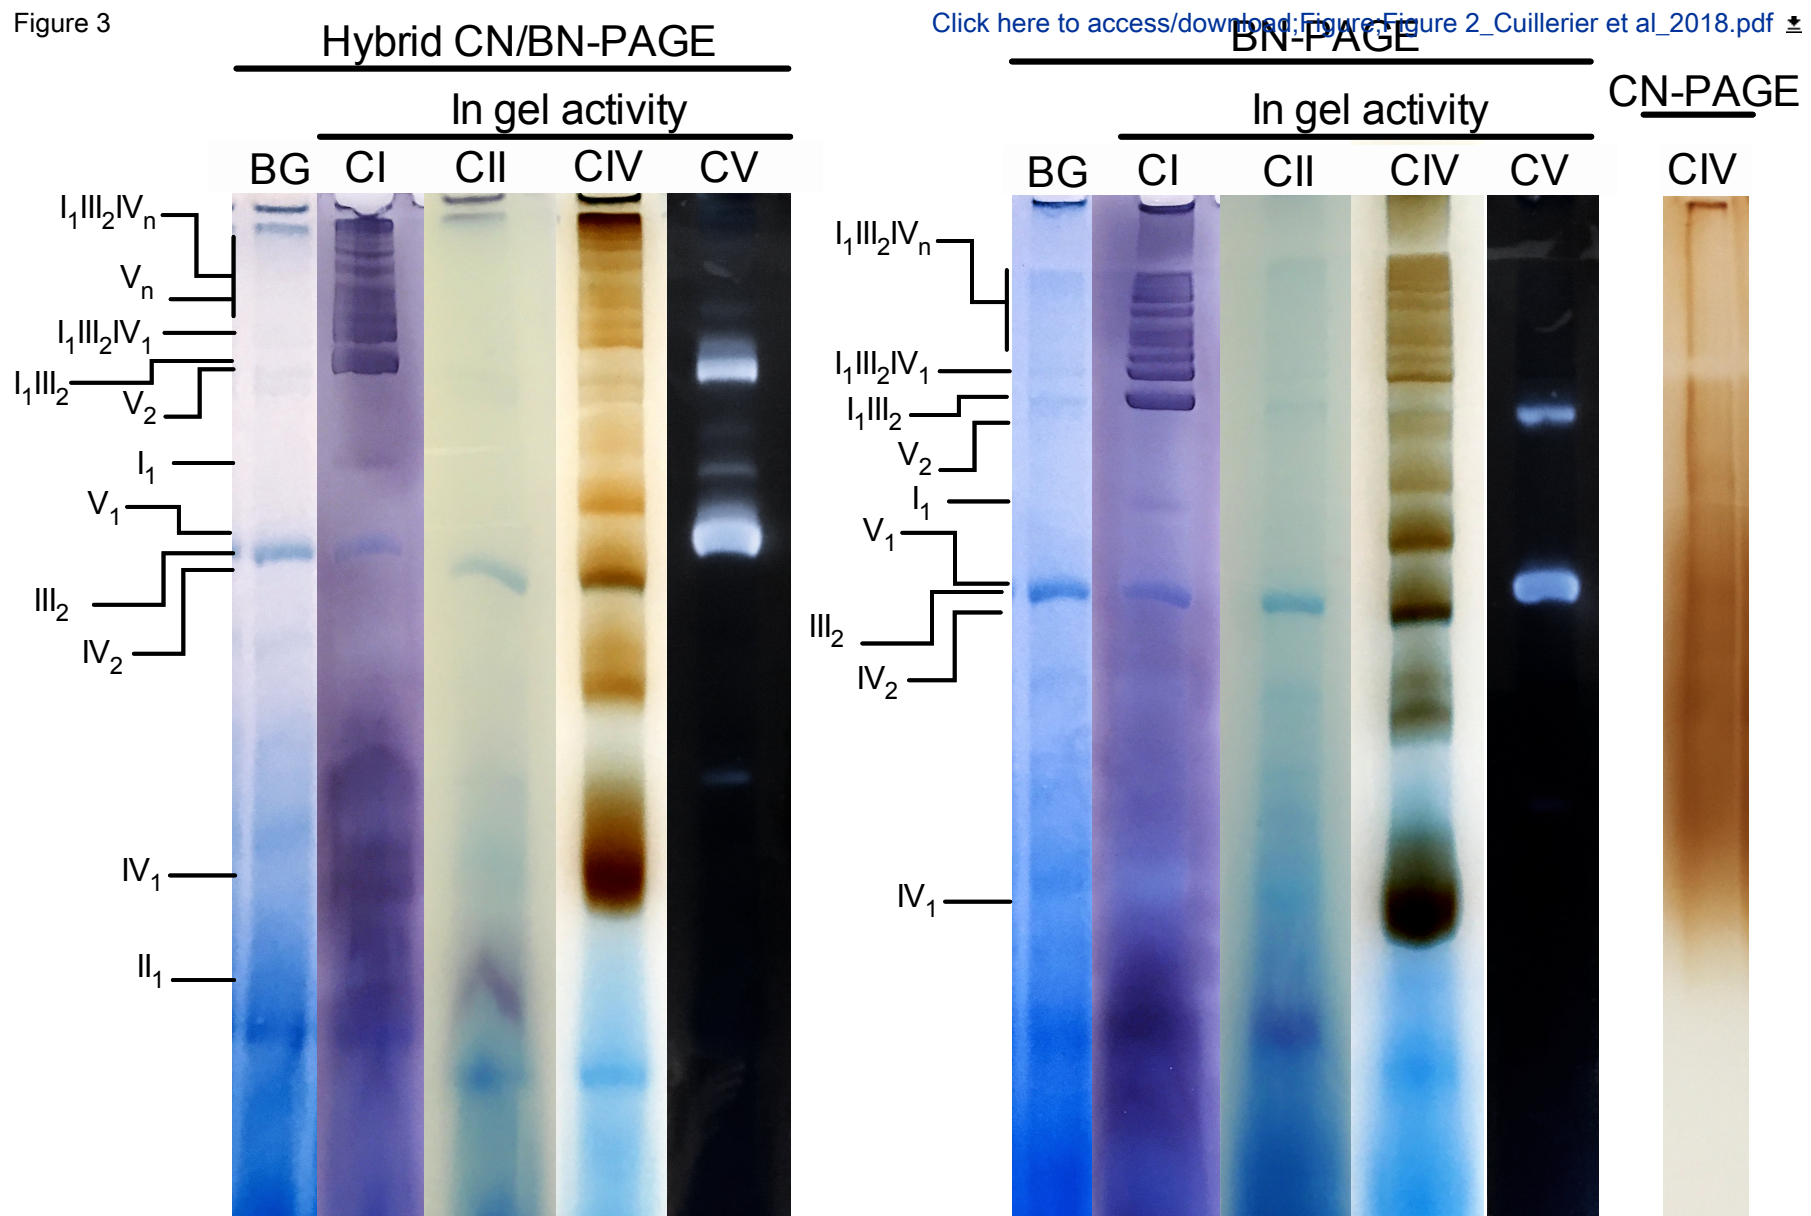 Figure 3
Click here to access/download;Figure;Figure 2_Cuillerier et al_2018.pdf
Hybrid CN/BN-PAGE
In gel activity
BG CI CII CIV CV
I1III2IVn
Vn
I1III2IV1
I1III2
V2
I1
V1
III2
IV2
IV1
II1
BN-PAGE
In gel activity
BG CI CII CIV CV
I1III2IVn
I1III2IV1
I1III2
V2
I1
V1
III2
IV2
IV1
CN-PAGE
CIV